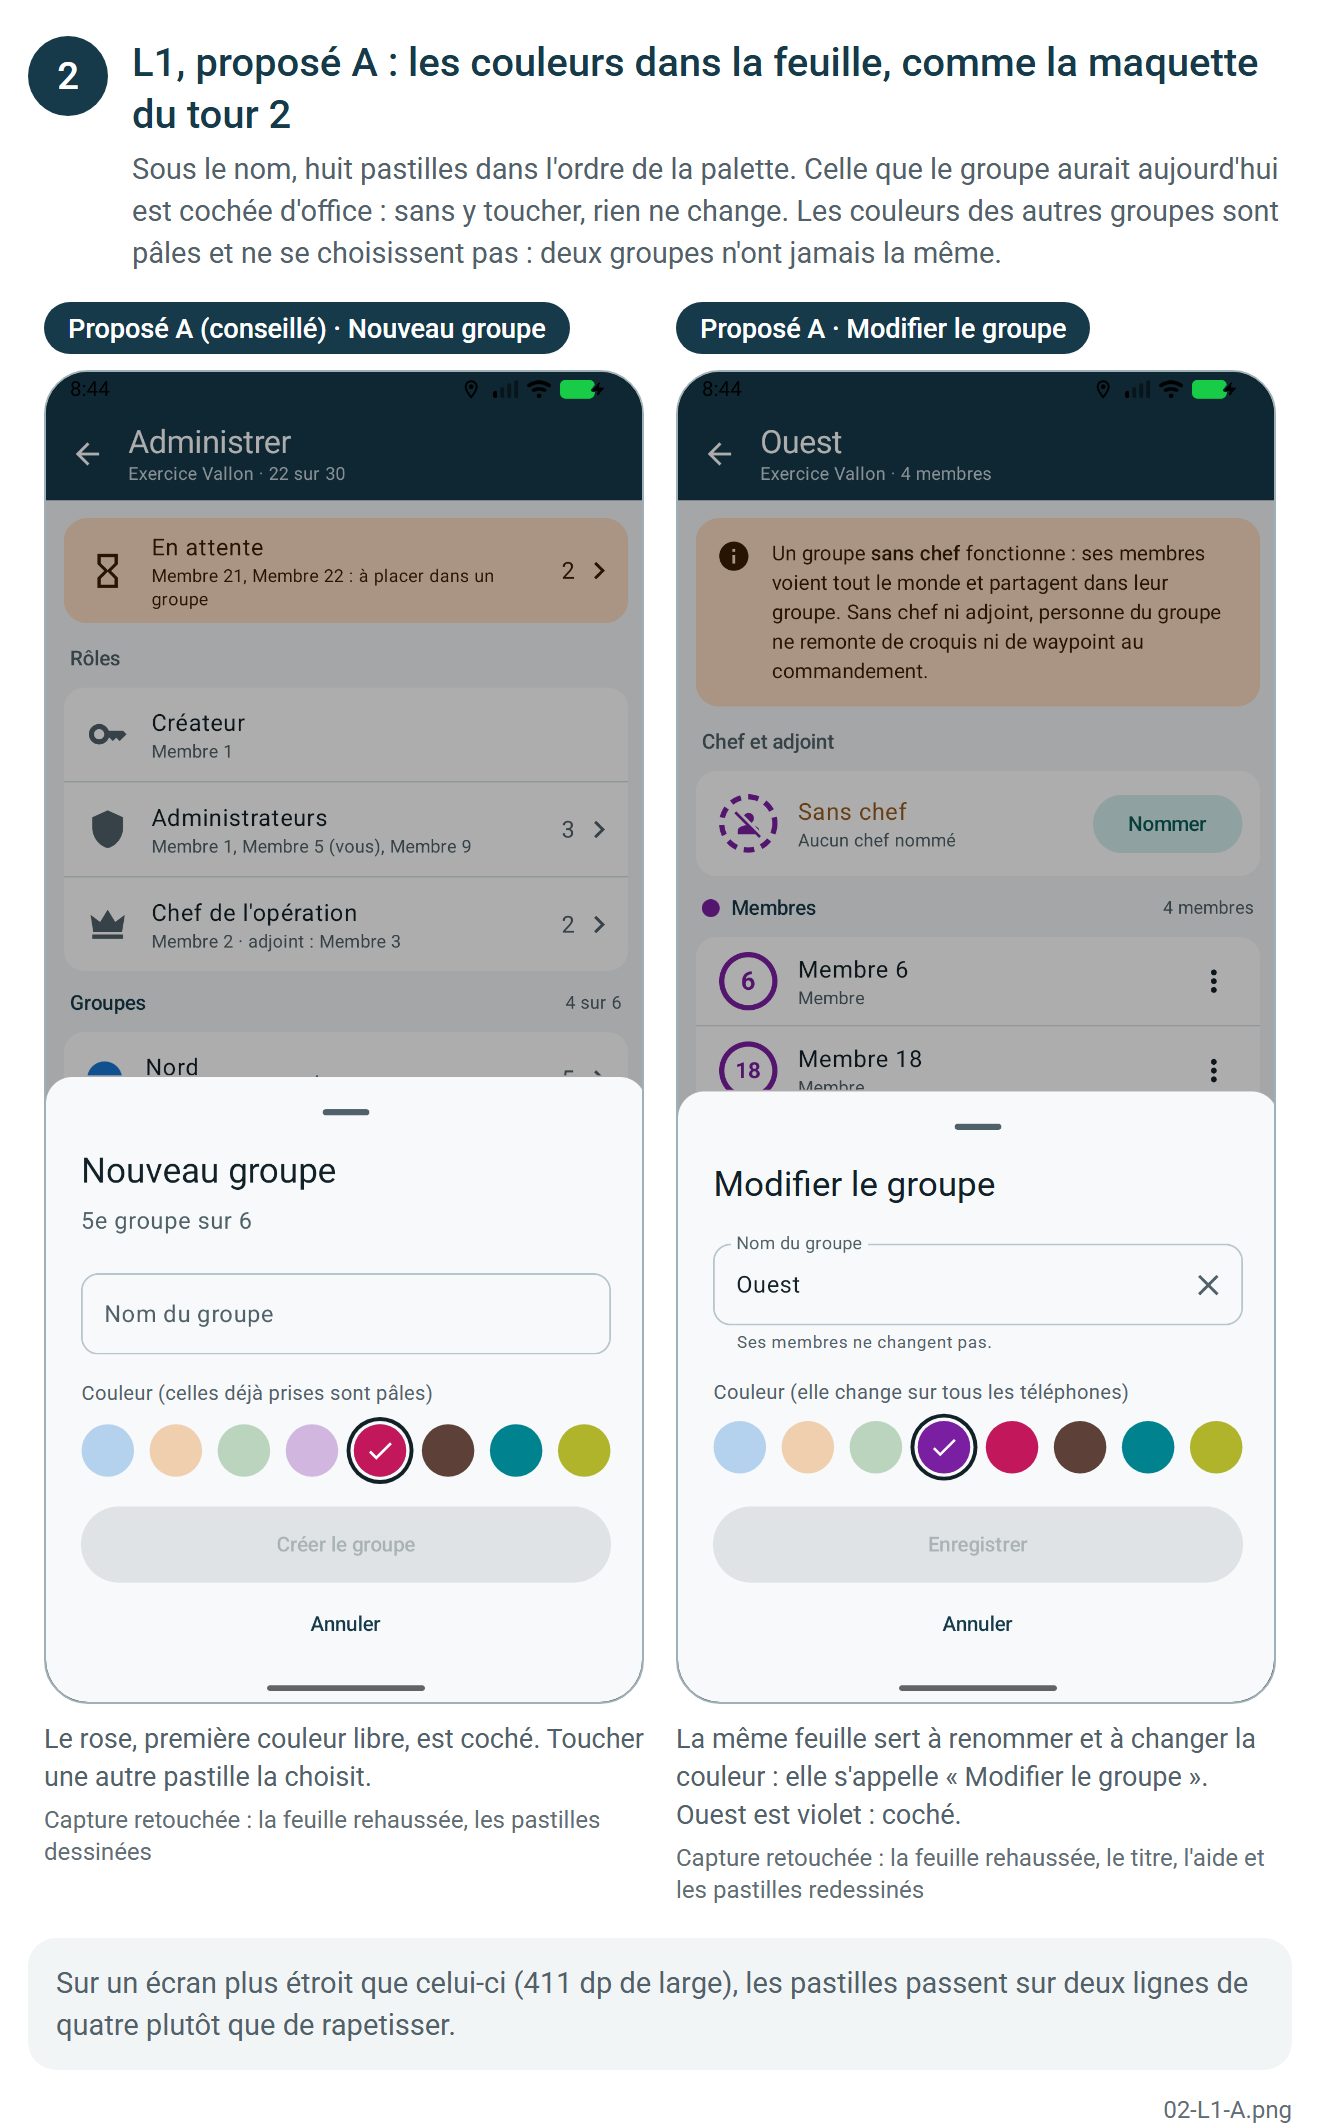 2
L1, proposé A : les couleurs dans la feuille, comme la maquette
du tour 2
Sous le nom, huit pastilles dans l'ordre de la palette. Celle que le groupe aurait aujourd'hui
est cochée d'office : sans y toucher, rien ne change. Les couleurs des autres groupes sont
pâles et ne se choisissent pas : deux groupes n'ont jamais la même.
Proposé A (conseillé) · Nouveau groupe
8:44
Administrer
Exercice Vallon · 22 sur 30
En attente
Membre 21, Membre 22 : à placer dans un
groupe
2
Rôles
Créateur
Membre 1
Administrateurs
Membre 1, Membre 5 (vous), Membre 9
3
Chef de l'opération
Membre 2 · adjoint : Membre 3
2
Groupes
4 sur 6
Nord
Nouveau groupe
5e groupe sur 6
Nom du groupe
Couleur (celles déjà prises sont pâles)
Créer le groupe
Annuler
Le rose, première couleur libre, est coché. Toucher
une autre pastille la choisit.
Capture retouchée : la feuille rehaussée, les pastilles
dessinées
Proposé A · Modifier le groupe
8:44
Ouest
Exercice Vallon · 4 membres
Un groupe sans chef fonctionne : ses membres
voient tout le monde et partagent dans leur
groupe. Sans chef ni adjoint, personne du groupe
ne remonte de croquis ni de waypoint au
commandement.
Chef et adjoint
Sans chef
Aucun chef nommé
Nommer
Membres
4 membres
6
Membre 6
Membre
18
Membre 18
Membre
Modifier le groupe
Nom du groupe
Ouest
Ses membres ne changent pas.
Couleur (elle change sur tous les téléphones)
Enregistrer
Annuler
La même feuille sert à renommer et à changer la
couleur : elle s'appelle « Modifier le groupe ».
Ouest est violet : coché.
Capture retouchée : la feuille rehaussée, le titre, l'aide et
les pastilles redessinés
Sur un écran plus étroit que celui-ci (411 dp de large), les pastilles passent sur deux lignes de
quatre plutôt que de rapetisser.
02-L1-A.png